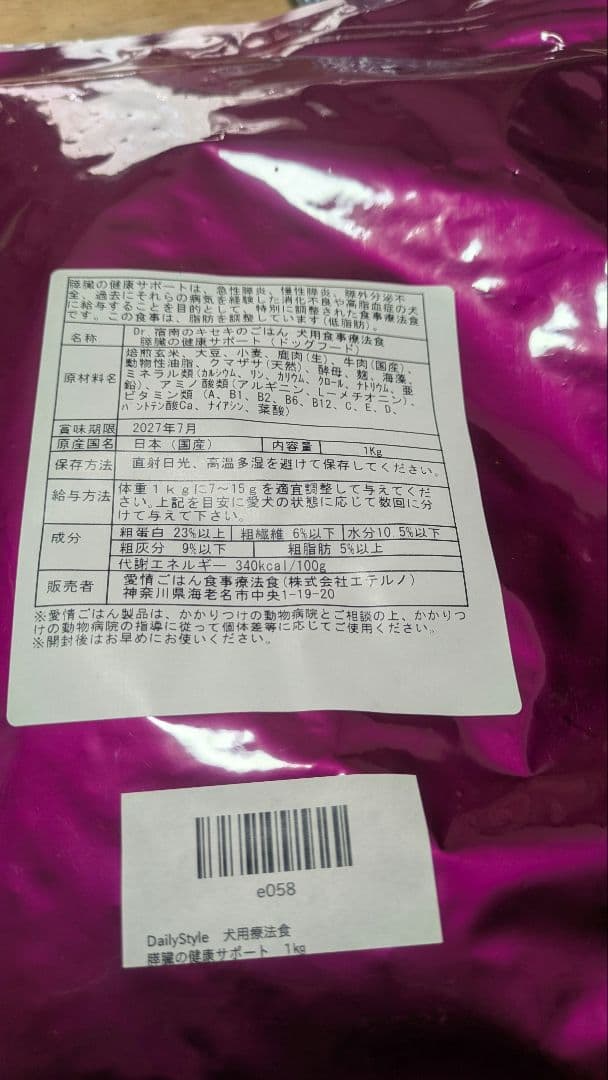 膵臓の健康サポートは、急性膵炎、慢性膵炎、膵外分泌不
全、過去にそれらの病気を経験した消化不良や高脂血症の犬
に給与することを目的として、特別に調整された食事療法食
です。この食事は、脂肪を調整しています(低脂肪)。
名称 Dr.宿南のキセキのごはん 犬用食事療法食
膵臓の健康サポート(ドッグフード)
原材料名 焙煎玄米、大豆、小麦、鹿肉(生)、牛肉(国産)、
動物性油脂、クマザサ(天然)、酵母、麹、海藻、
ミネラル類(カルシウム、リン、カリウム、クロール、ナトリウム、亜
鉛)、アミノ酸類(アルギニン、L-メチオニン)、
ビタミン類(A、B1、B2、B6、B12、C、E、D、
パントテン酸Ca、ナイアシン、葉酸)
賞味期限 2027年7月
原産国名 日本(国産) 内容量 1Kg
保存方法 直射日光、高温多湿を避けて保存してください。
給与方法 体重1kgに7~15gを適宜調整して与えてくだ
さい。上記を目安に愛犬の状態に応じて数回に分
けて与えて下さい。
成分 粗蛋白 23%以上 粗繊維 6%以下 水分10.5%以下
粗灰分 9%以下 粗脂肪 5%以上
代謝エネルギー 340kcal/100g
販売者 愛情ごはん食事療法食(株式会社エテルノ)
神奈川県海老名市中央1-19-20
※愛情ごはん製品は、かかりつけの動物病院とご相談の上、かかりつ
けの動物病院の指導に従って個体差等に応じてご使用ください。
※開封後はお早めにお使いください。
e058
DailyStyle 犬用療法食
膵臓の健康サポート 1kg